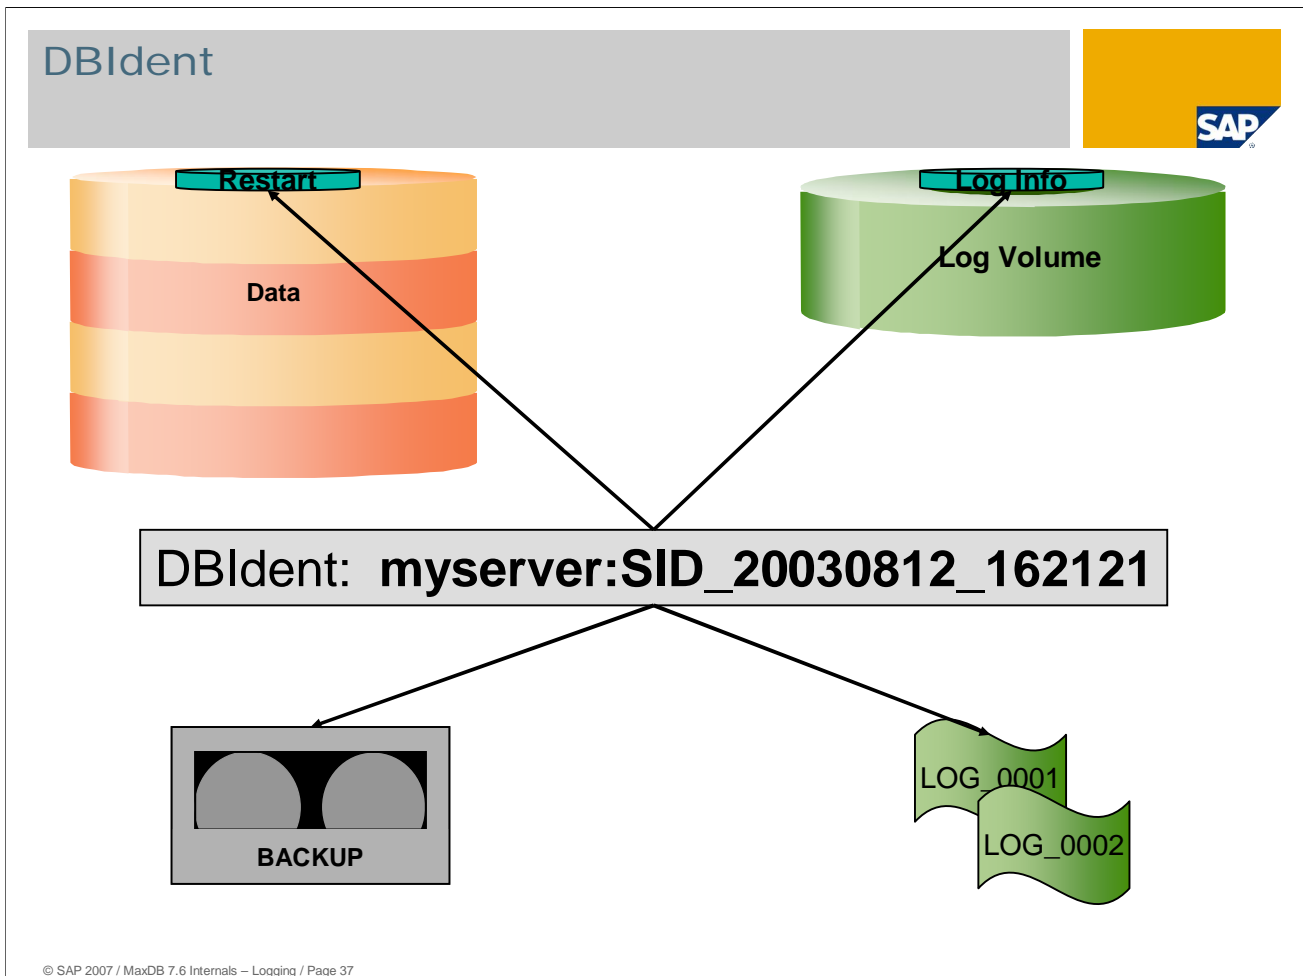 DBIdent
SAP
Restart
Log Info
Log Volume
Data
DBIdent: myserver:SID_20030812_162121
LOG_0001
LOG_0002
BACKUP
© SAP 2007 / MaxDB 7.6 Internals – Logging / Page 37